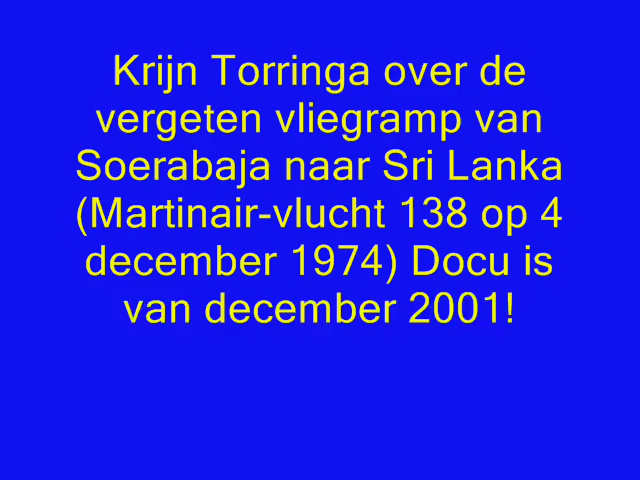 Krijn Torringa over de
vergeten vliegramp van
Soerabaja naar Sri Lanka
(Martinair-vlucht 138 op 4
december 1974) Docu is
van december 2001!